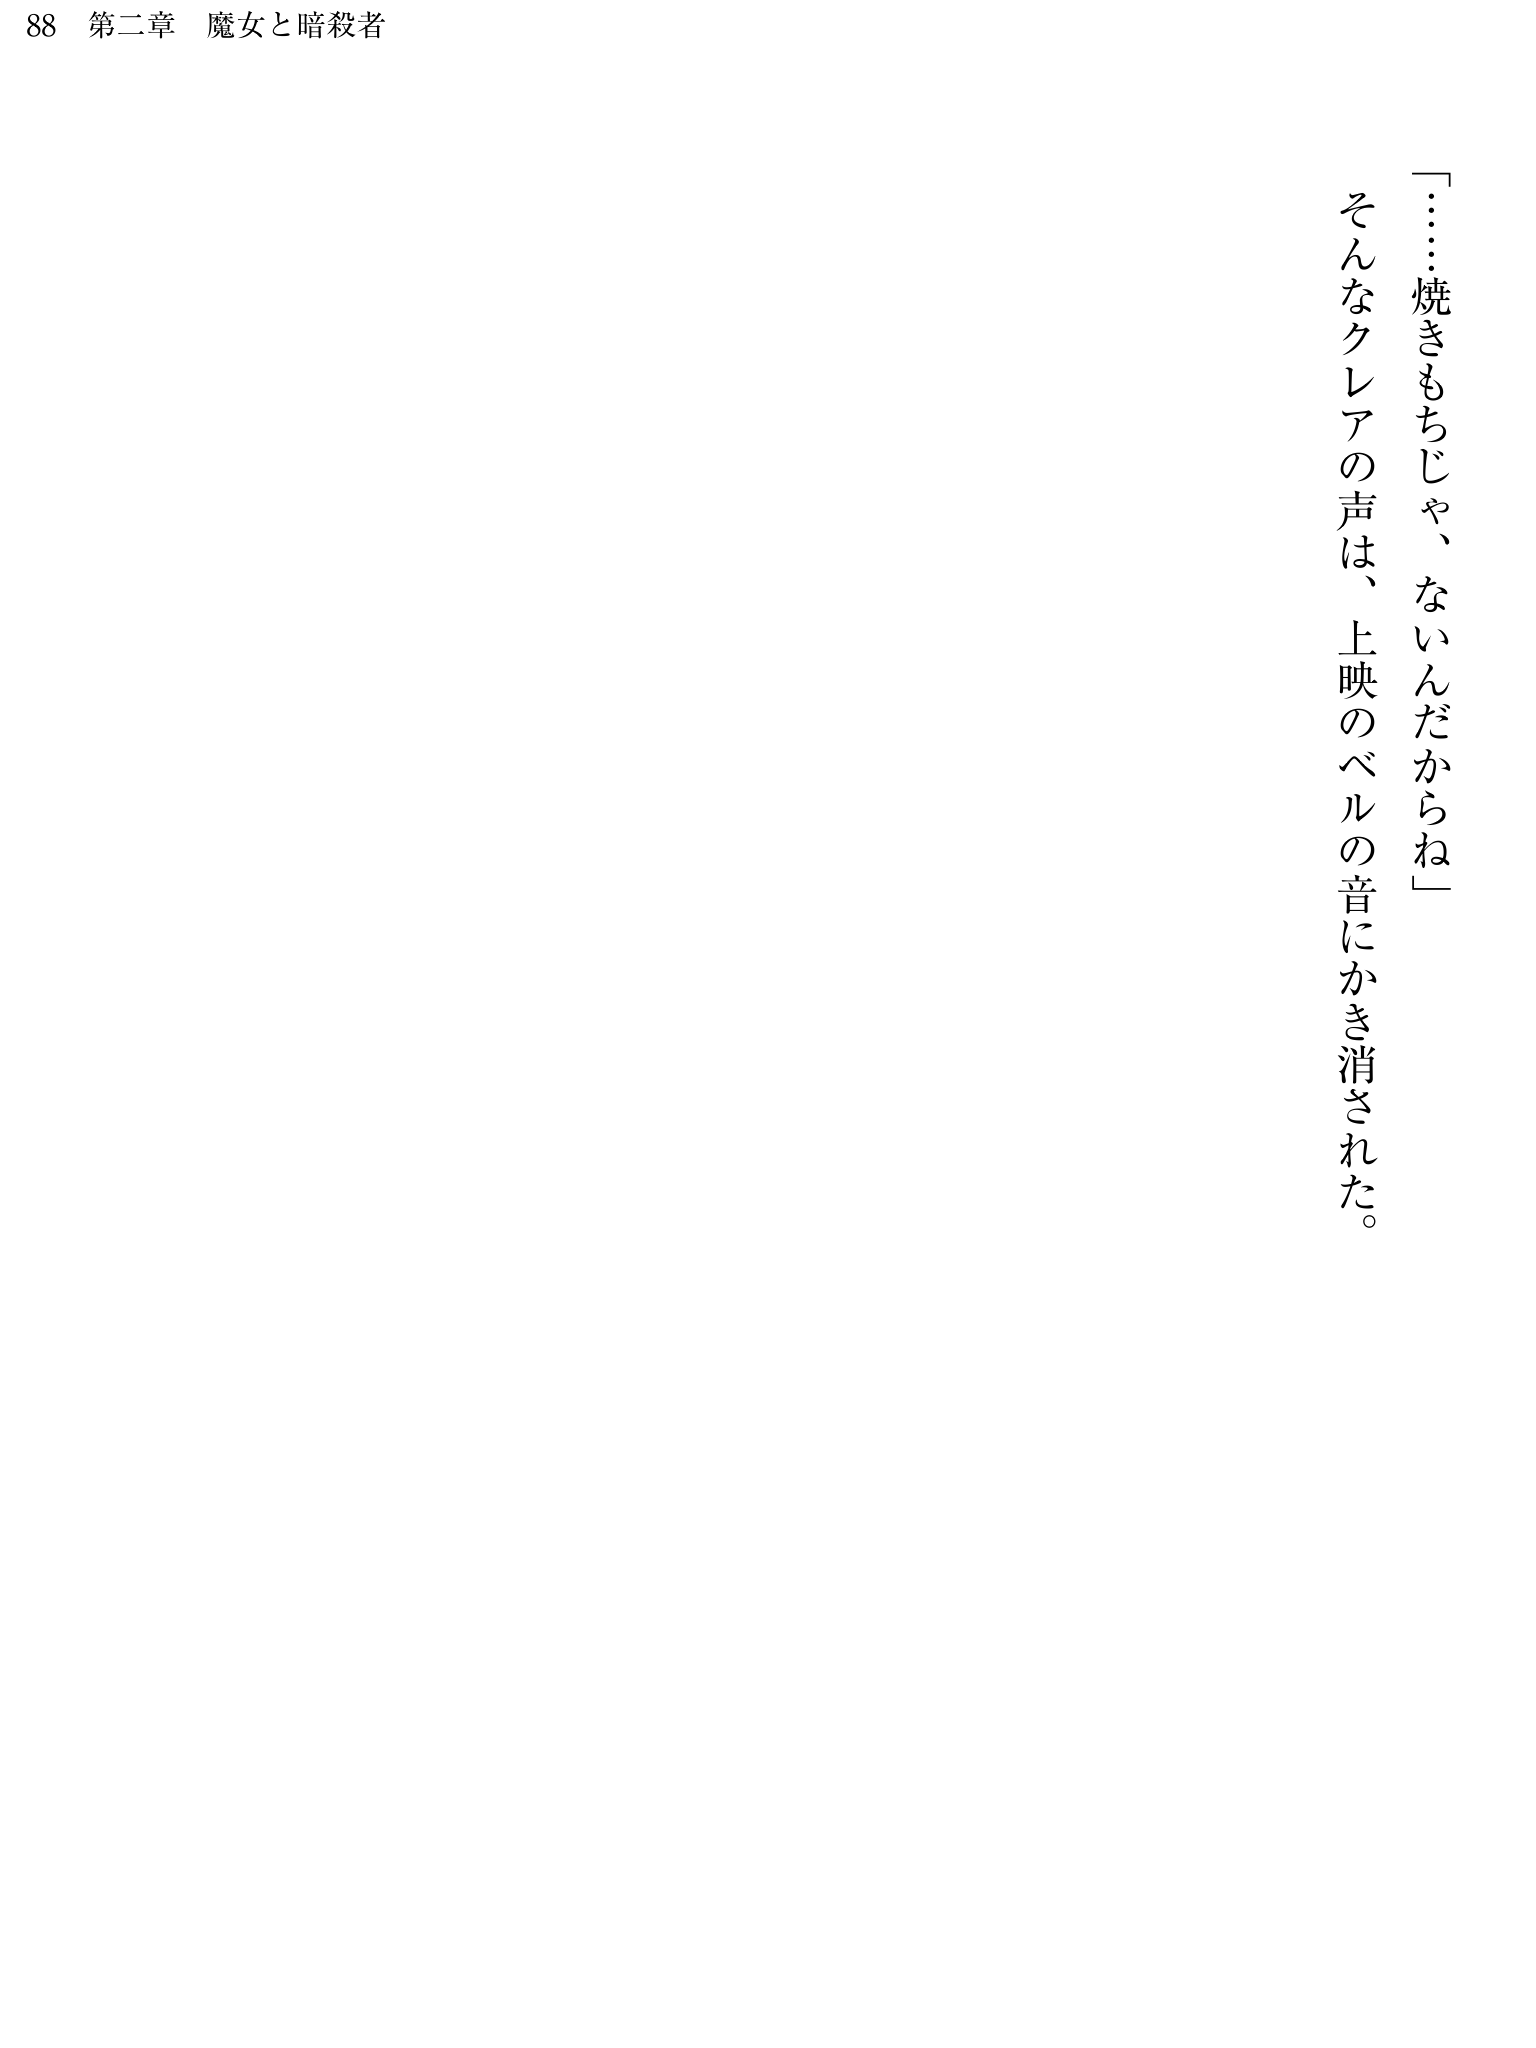 88　第二章　魔女と暗殺者
「……焼きもちじゃ、ないんだからね」
　そんなクレアの声は、上映のベルの音にかき消された。